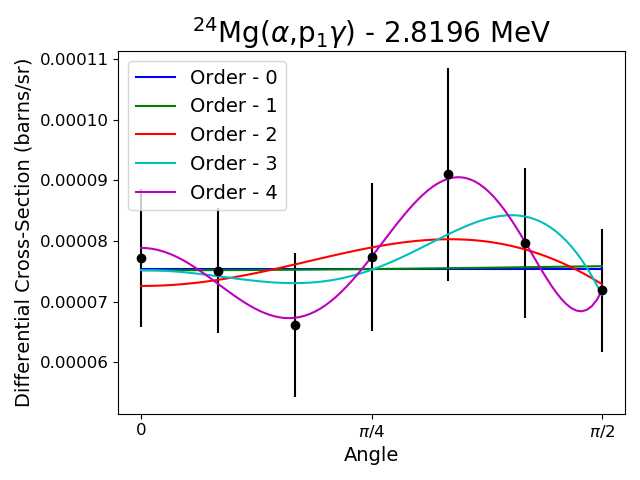 ²⁴Mg(α,p₁γ) - 2.8196 MeV
Differential Cross-Section (barns/sr)
0.00011
0.00010
0.00009
0.00008
0.00007
0.00006
Order - 0
Order - 1
Order - 2
Order - 3
Order - 4
0
π/4
π/2
Angle